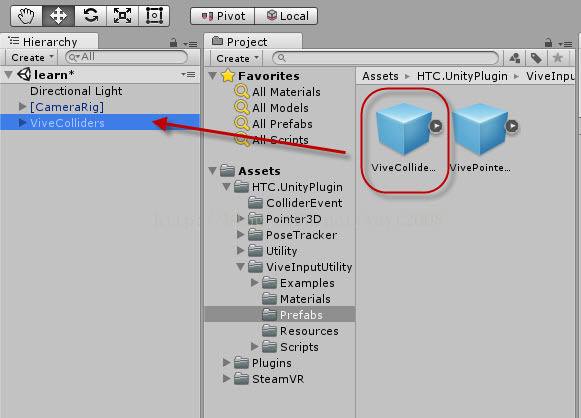 Pivot Local
Hierarchy
Create All
learn*
Directional Light
[CameraRig]
ViveColliders
Project
Create
Favorites
All Materials
All Models
All Prefabs
All Scripts
Assets
HTC.UnityPlugin
ColliderEvent
Pointer3D
PoseTracker
Utility
ViveInputUtility
Examples
Materials
Prefabs
Resources
Scripts
Plugins
SteamVR
Assets HTC.UnityPlugin ViveInpu
ViveCollide... VivePointe...